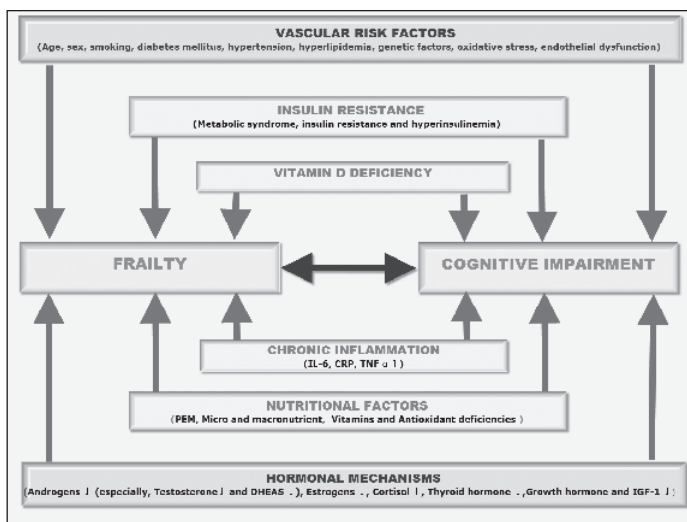 VASCULAR RISK FACTORS
(Age, sex, smoking, diabetes mellitus, hypertension, hyperlipidemia, genetic factors, oxidative stress, endothelial dysfunction)
INSULIN RESISTANCE
(Metabolic syndrome, insulin resistance and hyperinsulinemia)
VITAMIN D DEFICIENCY
FRAILTY
COGNITIVE IMPAIRMENT
CHRONIC INFLAMMATION
(IL-6, CRP, TNF α ↑)
NUTRITIONAL FACTORS
(PEM, Micro and macronutrient, Vitamins and Antioxidant deficiencies )
HORMONAL MECHANISMS
(Androgens ↓ (especially, Testosterone↓ and DHEAS ), Estrogens , Cortisol , Thyroid hormone ,Growth hormone and IGF-1 ↓)